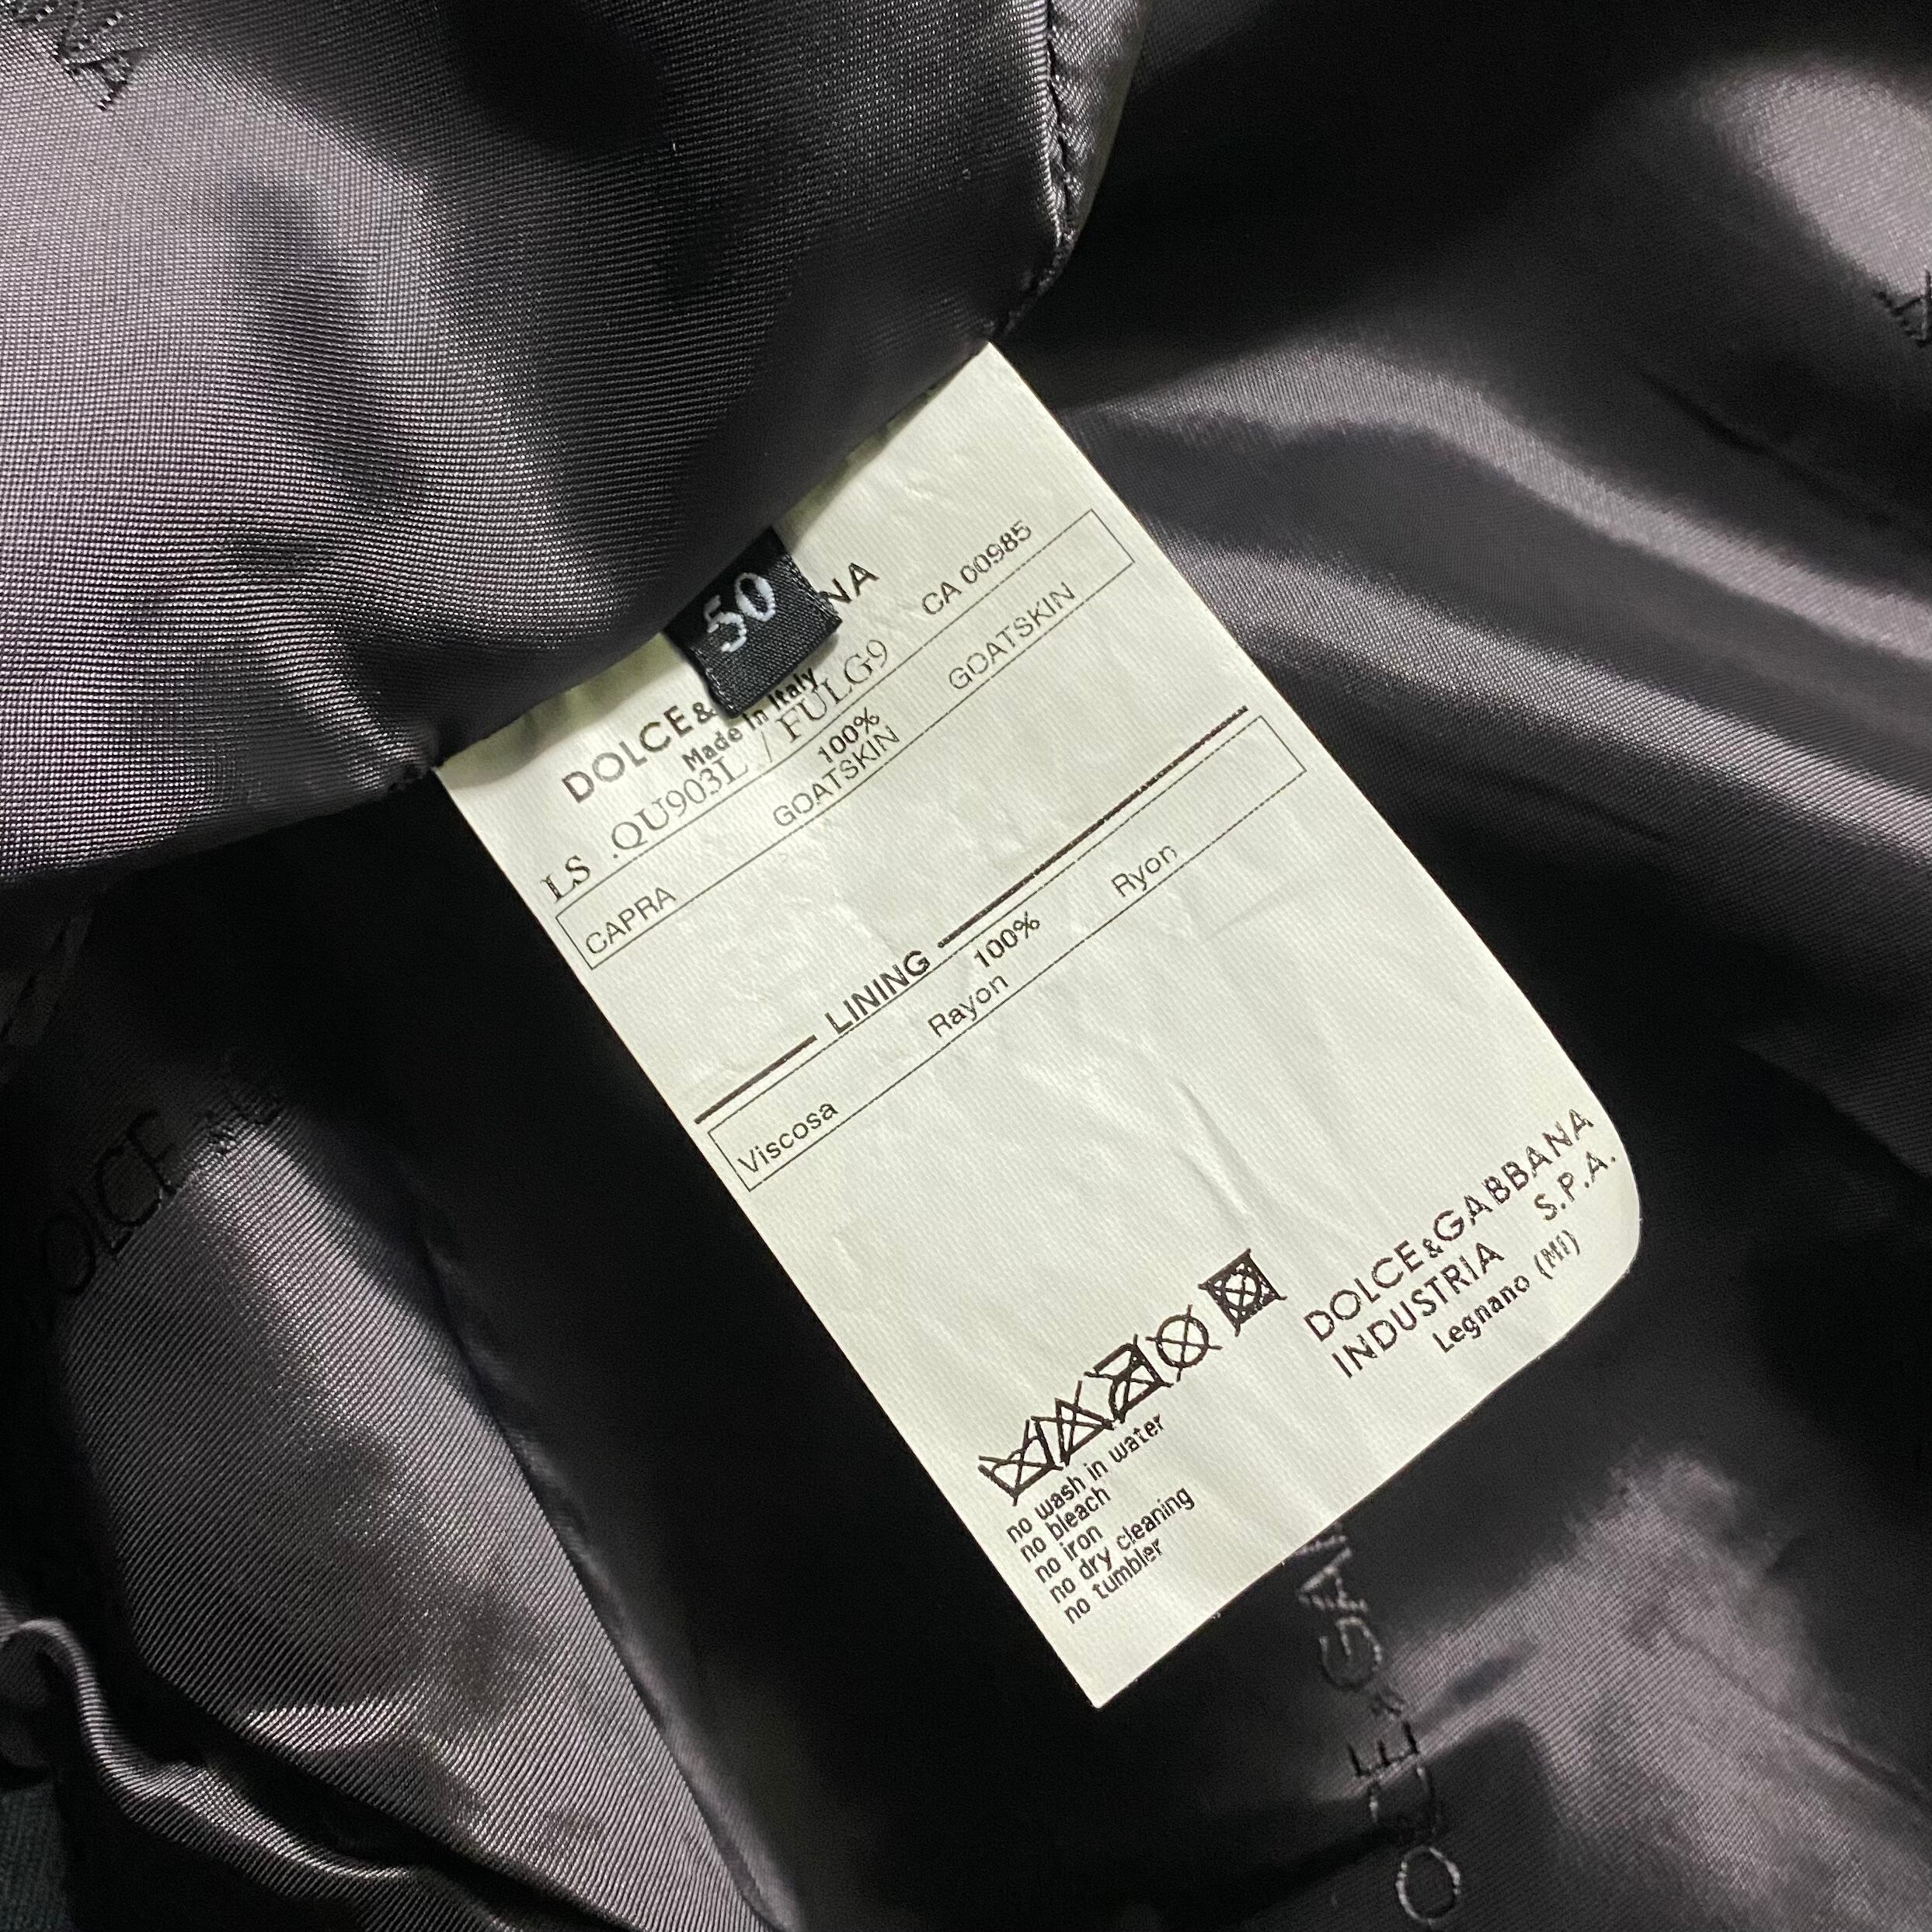 50
DOLCE&
NA
Made in Italy
LS .QU903L / FULG9 CA 00985
CAPRA 100% GOATSKIN
GOATSKIN
LINING
Viscosa 100% Ryon
Rayon
DOLCE&GABBANA
INDUSTRIA S.P.A.
Legnano (Mi)
no wash in water
no bleach
no iron
no dry cleaning
no tumbler